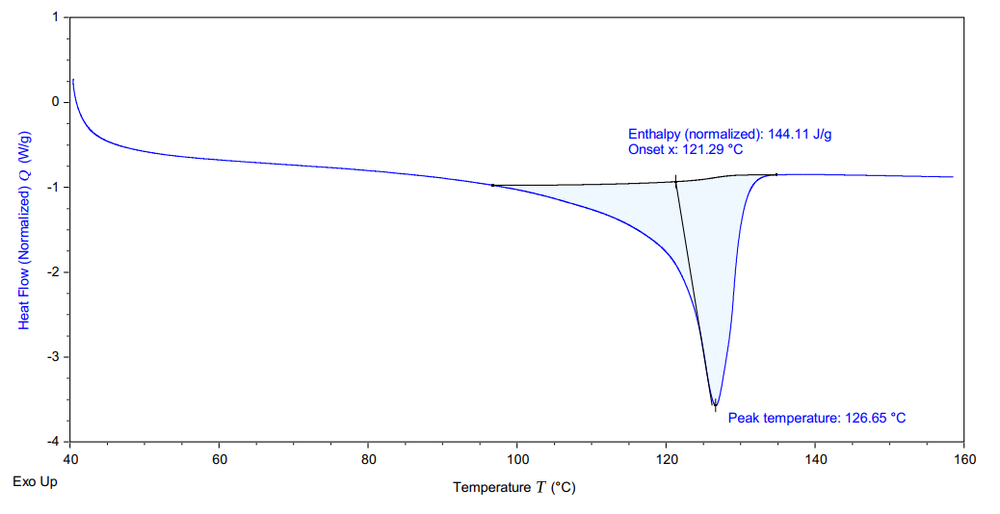 1
0
-1
-2
-3
-4
Heat Flow (Normalized) Q (W/g)
Enthalpy (normalized): 144.11 J/g
Onset x: 121.29 °C
Peak temperature: 126.65 °C
40 60 80 100 120 140 160
Exo Up
Temperature T (°C)